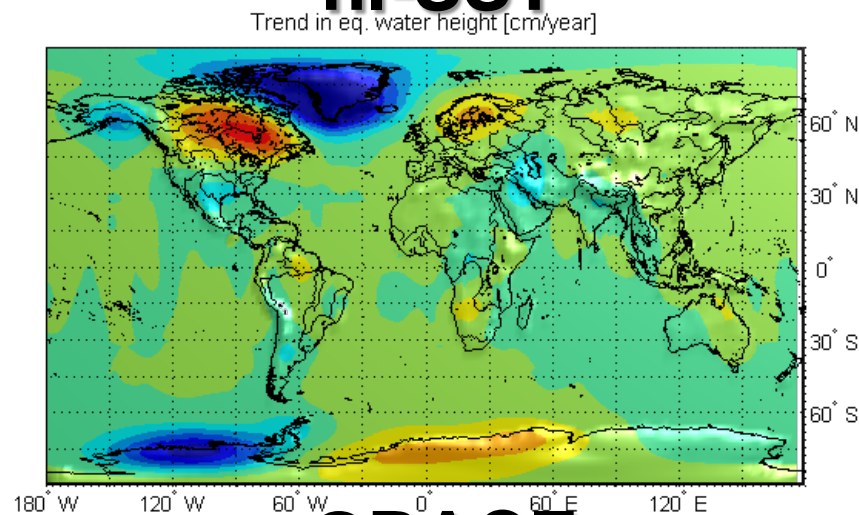 Trend in eq. water height [cm/year]
60° N
30° N
0°
30° S
60° S
180° W 120° W 60° W 0° 60° E 120° E